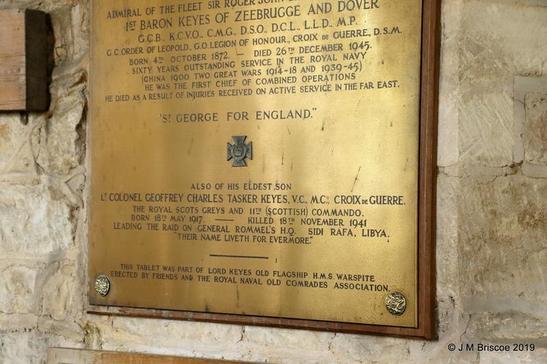 ADMIRAL OF THE FLEET SIR ROGER JOHN
1ST BARON KEYES OF ZEEBRUGGE AND DOVER
G.C.B., K.C.V.O., C.M.G., D.S.O., D.C.L., L.L.D., M.P.
G.C. ORDER OF LEOPOLD, G.O. LEGION OF HONOUR., CROIX DE GUERRE, D.S.M.
BORN 4TH OCTOBER 1872. — DIED 26TH DECEMBER 1945.
SIXTY YEARS OUTSTANDING SERVICE IN THE ROYAL NAVY
(CHINA 1900 TWO GREAT WARS 1914-18 AND 1939-45)
HE WAS THE FIRST CHIEF OF COMBINED OPERATIONS
HE DIED AS A RESULT OF INJURIES RECEIVED ON ACTIVE SERVICE IN THE FAR EAST.
"ST GEORGE FOR ENGLAND."
ALSO OF HIS ELDEST SON
LT COLONEL GEOFFREY CHARLES TASKER KEYES, V.C., M.C., CROIX DE GUERRE.
THE ROYAL SCOTS GREYS AND 11TH (SCOTTISH) COMMANDO.
BORN 18TH MAY 1917. — KILLED 18TH NOVEMBER 1941
LEADING THE RAID ON GENERAL ROMMEL'S H.Q. SIDI RAFA, LIBYA.
"THEIR NAME LIVETH FOR EVERMORE."
THIS TABLET WAS PART OF LORD KEYES OLD FLAGSHIP H.M.S. WARSPITE
ERECTED BY FRIENDS AND THE ROYAL NAVAL OLD COMRADES ASSOCIATION.
© J M Briscoe 2019